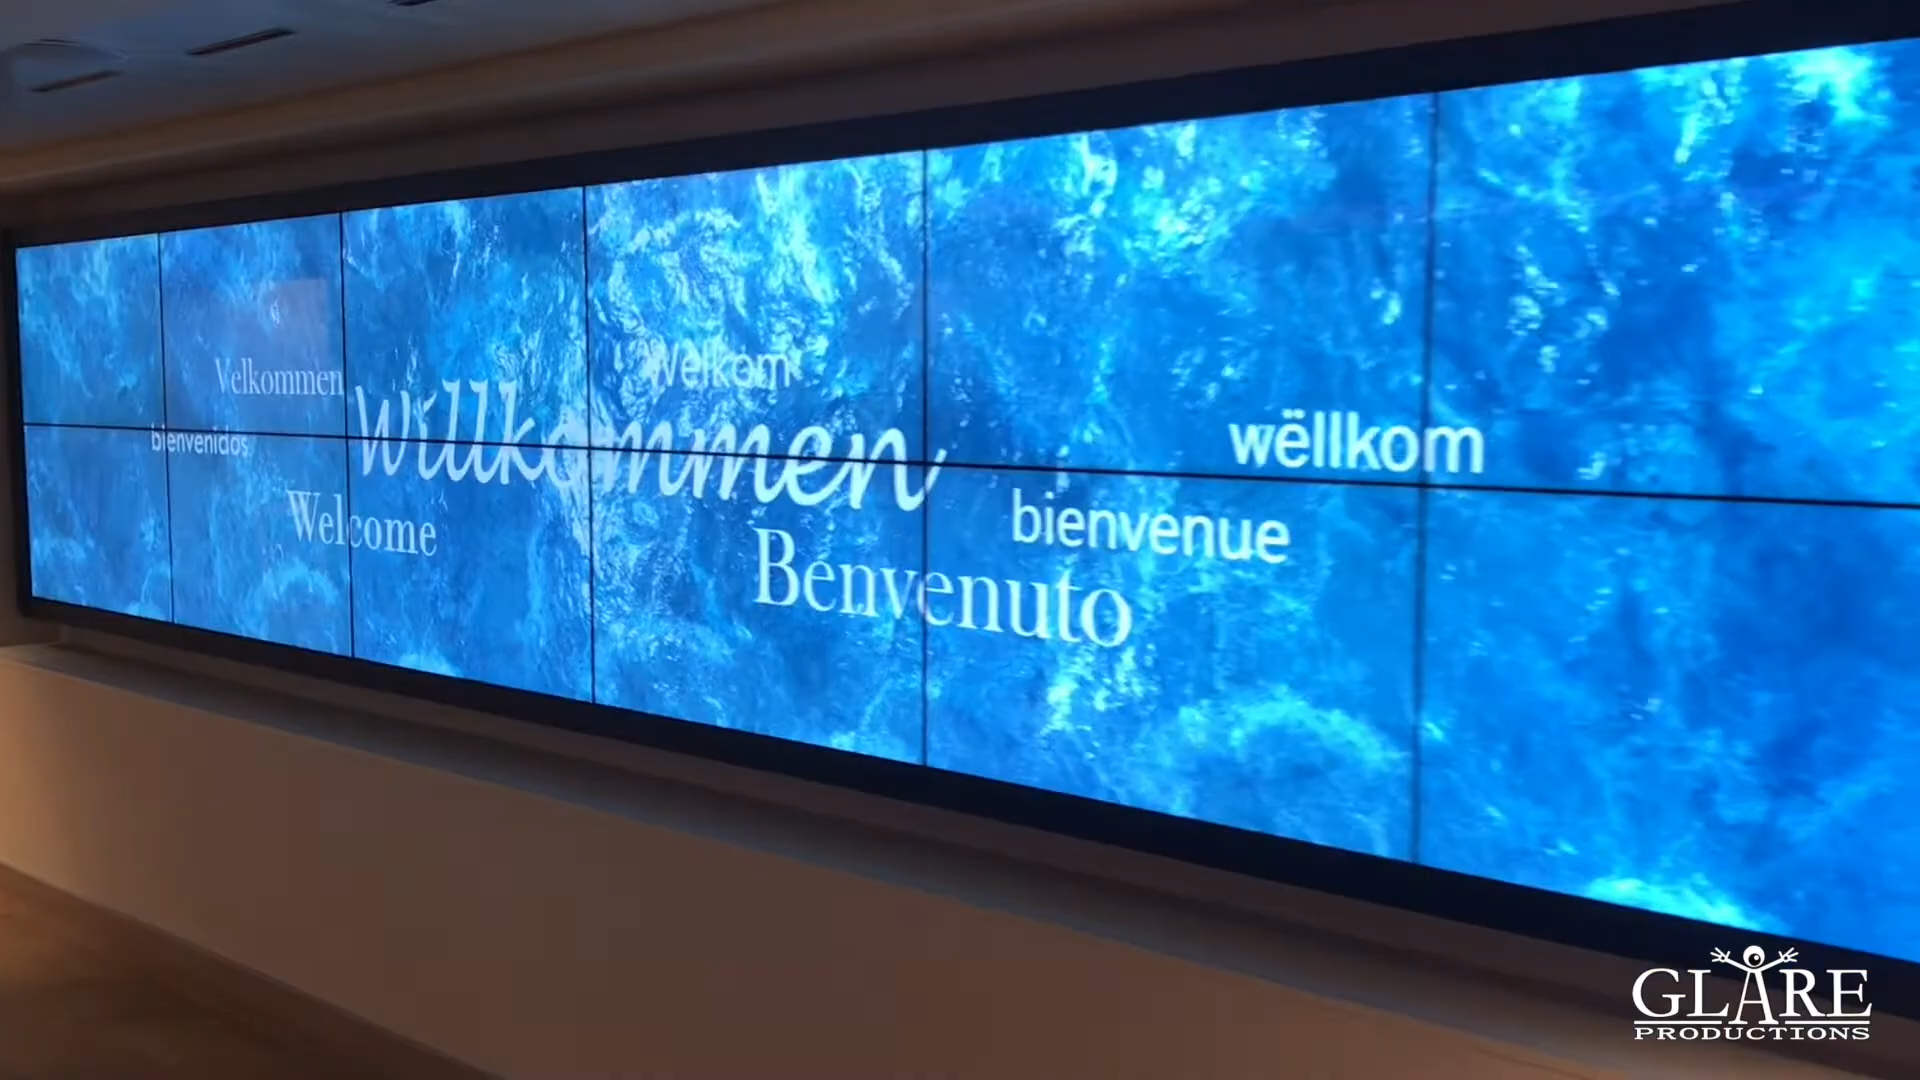 Velkommen
Welkom
bienvenidos
willkommen
wëllkom
Welcome
bienvenue
Benvenuto
GLARE
PRODUCTIONS